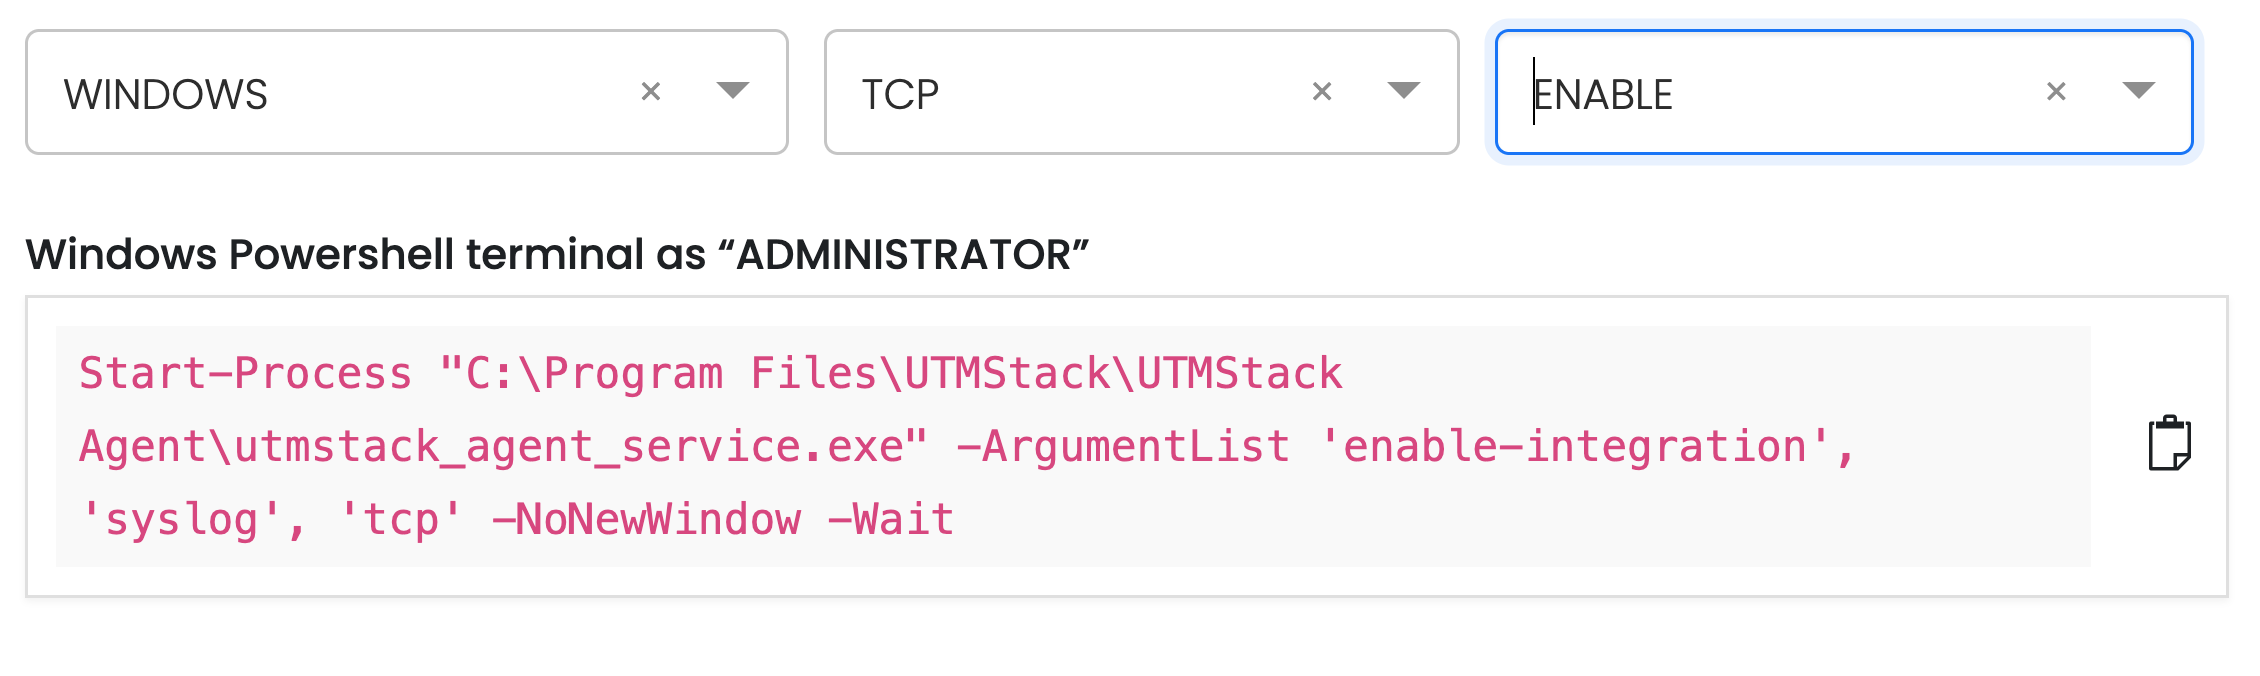 WINDOWS × TCP × ENABLE ×
Windows Powershell terminal as “ADMINISTRATOR”
Start-Process "C:\Program Files\UTMStack\UTMStack
Agent\utmstack_agent_service.exe" -ArgumentList 'enable-integration',
'syslog', 'tcp' -NoNewWindow -Wait